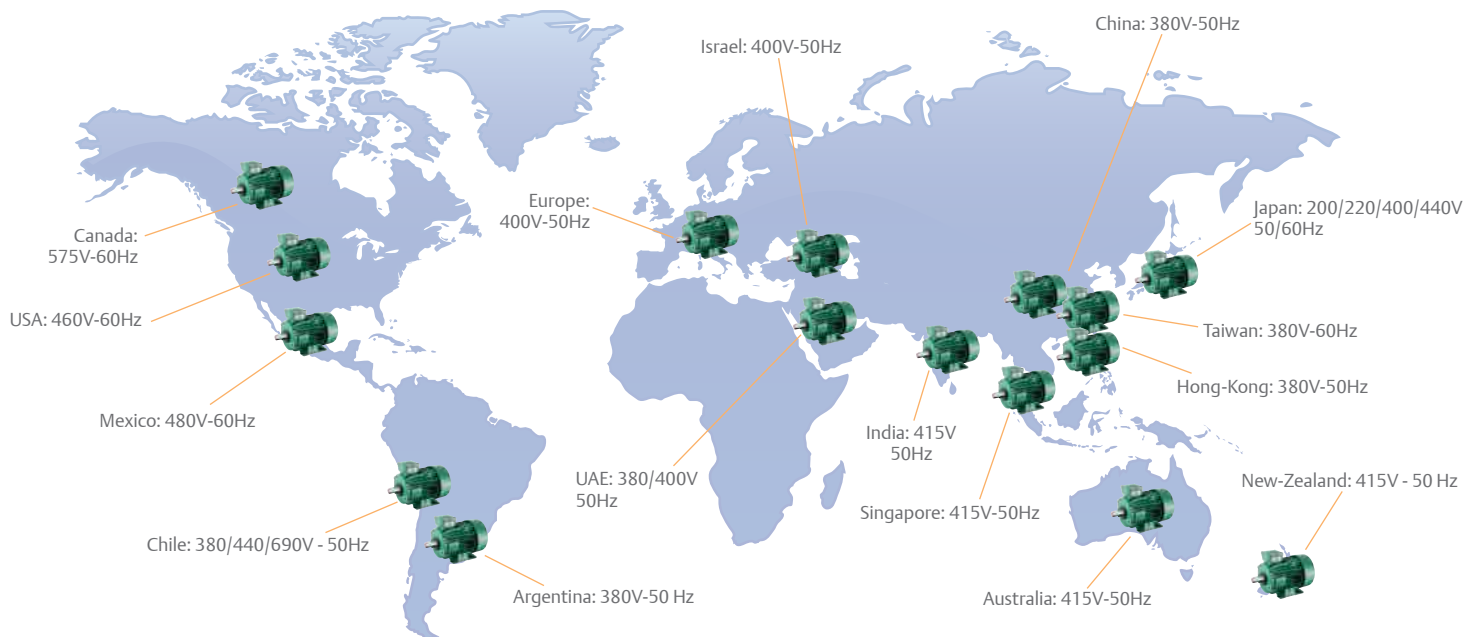 China: 380V-50Hz
Israel: 400V-50Hz
Europe:
400V-50Hz
Japan: 200/220/400/440V
50/60Hz
Canada:
575V-60Hz
USA: 460V-60Hz
Taiwan: 380V-60Hz
Hong-Kong: 380V-50Hz
Mexico: 480V-60Hz
India: 415V
50Hz
UAE: 380/400V
50Hz
New-Zealand: 415V - 50 Hz
Singapore: 415V-50Hz
Chile: 380/440/690V - 50Hz
Argentina: 380V-50 Hz
Australia: 415V-50Hz